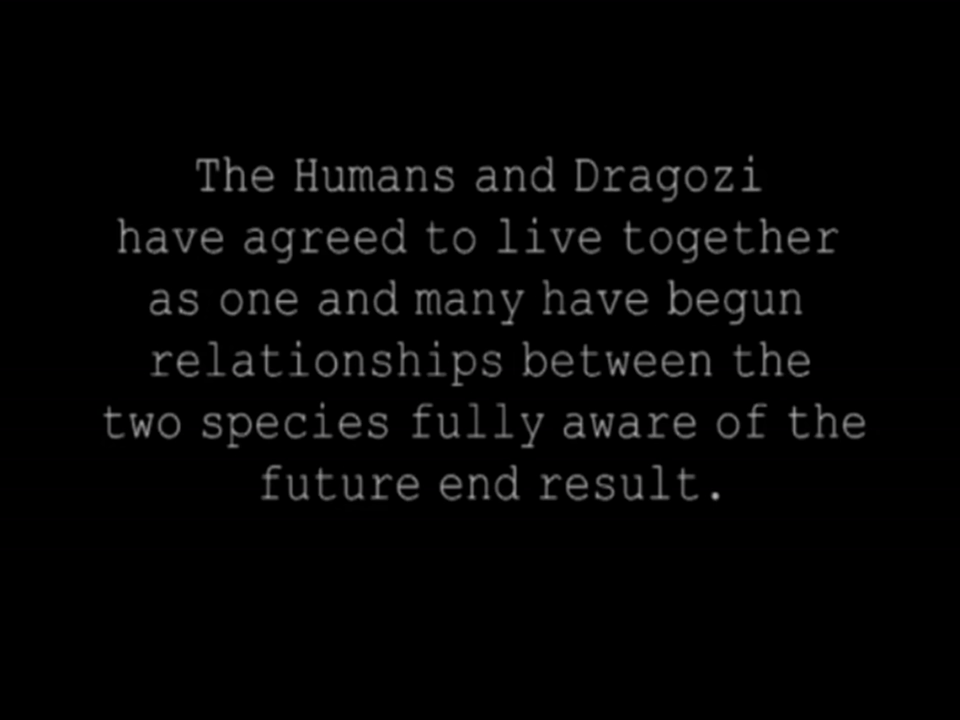 The Humans and Dragozi
have agreed to live together
as one and many have begun
relationships between the
two species fully aware of the
future end result.